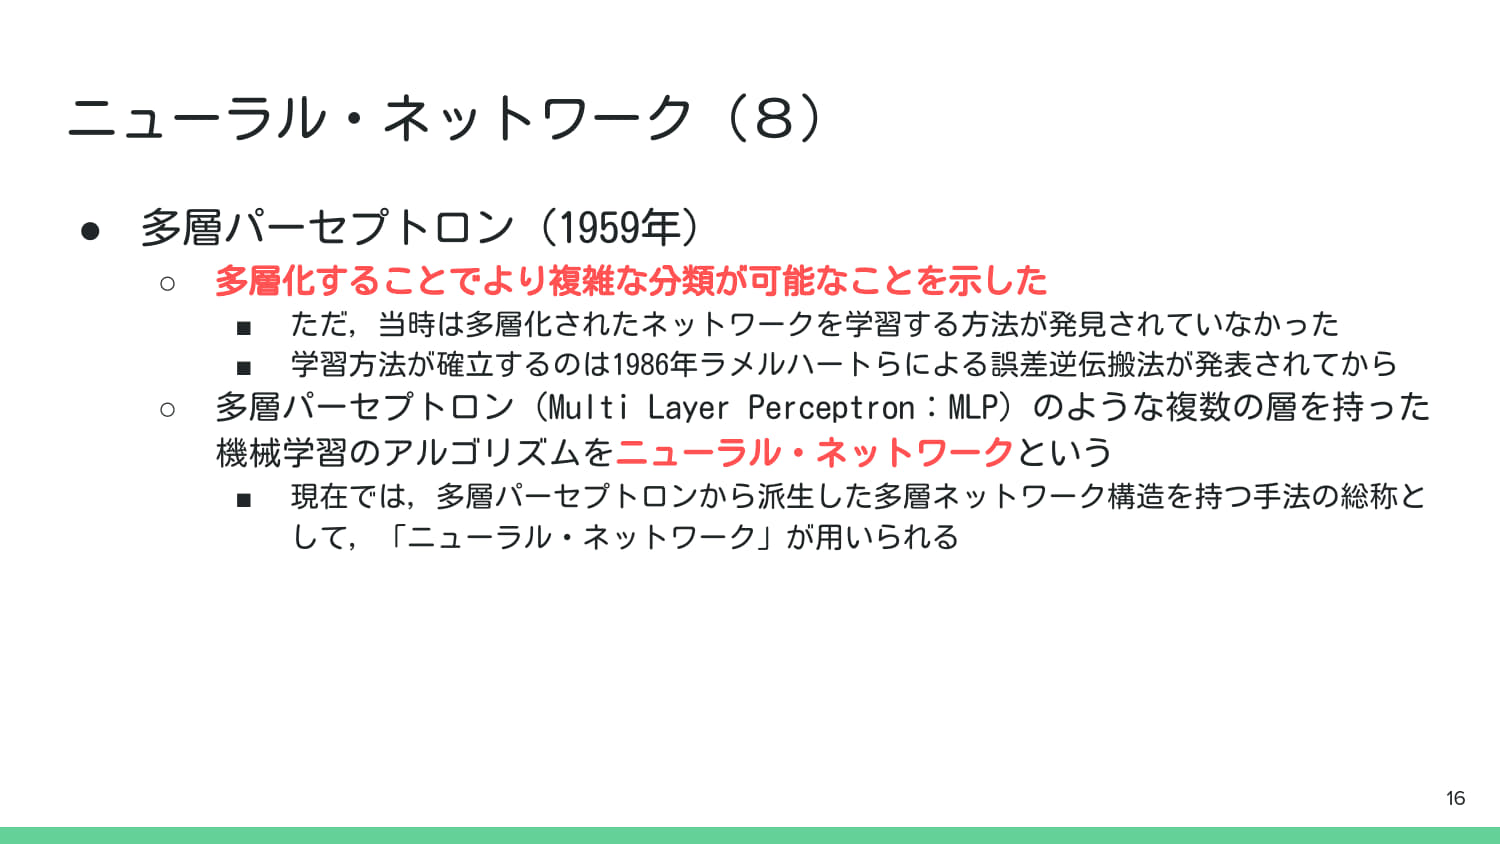 ニューラル・ネットワーク（８）
● 多層パーセプトロン（1959年）
○ 多層化することでより複雑な分類が可能なことを示した
■ ただ，当時は多層化されたネットワークを学習する方法が発見されていなかった
■ 学習方法が確立するのは1986年ラメルハートらによる誤差逆伝搬法が発表されてから
○ 多層パーセプトロン（Multi Layer Perceptron：MLP）のような複数の層を持った
機械学習のアルゴリズムをニューラル・ネットワークという
■ 現在では，多層パーセプトロンから派生した多層ネットワーク構造を持つ手法の総称と
して，「ニューラル・ネットワーク」が用いられる
16